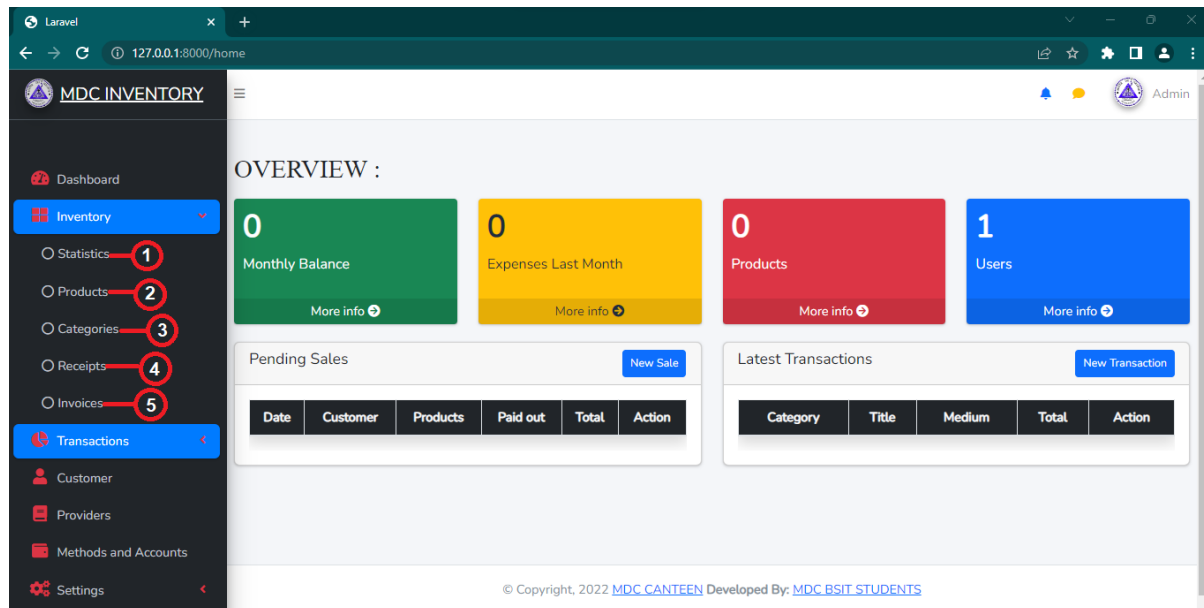 Laravel
127.0.0.1:8000/home
MDC INVENTORY
Admin
Dashboard
Inventory
Statistics 1
Products 2
Categories 3
Receipts 4
Invoices 5
Transactions
Customer
Providers
Methods and Accounts
Settings
OVERVIEW :
0 0 0 1
Monthly Balance Expenses Last Month Products Users
More info More info More info More info
Pending Sales New Sale
Date Customer Products Paid out Total Action
Latest Transactions New Transaction
Category Title Medium Total Action
© Copyright, 2022 MDC CANTEEN Developed By: MDC BSIT STUDENTS